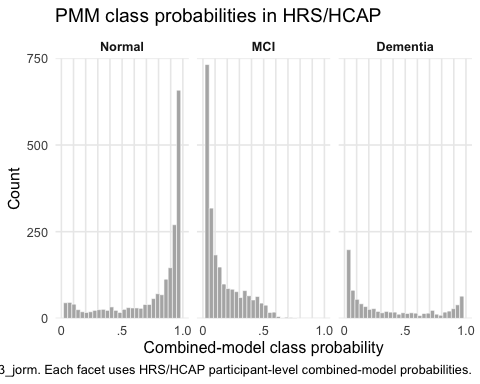 PMM class probabilities in HRS/HCAP
Normal MCI Dementia
750
500
250
0
Count
0 .5 1.0 0 .5 1.0 0 .5 1.0
Combined-model class probability
3_jorm. Each facet uses HRS/HCAP participant-level combined-model probabilities.